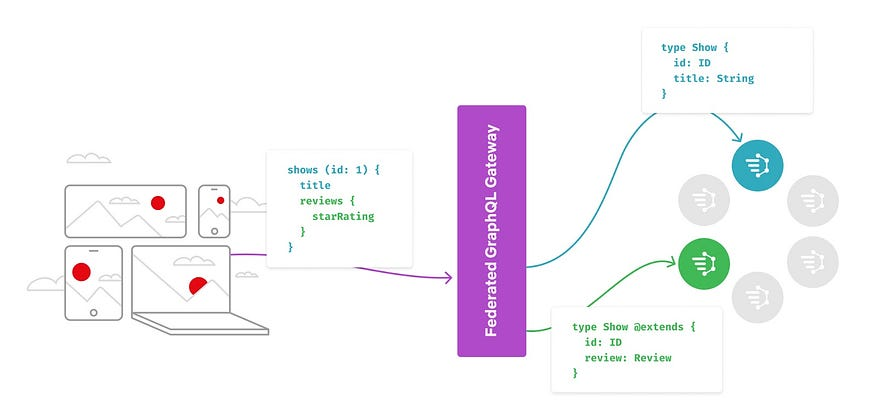 type Show {
id: ID
title: String
}
shows (id: 1) {
title
reviews {
starRating
}
}
Federated GraphQL Gateway
type Show @extends {
id: ID
review: Review
}